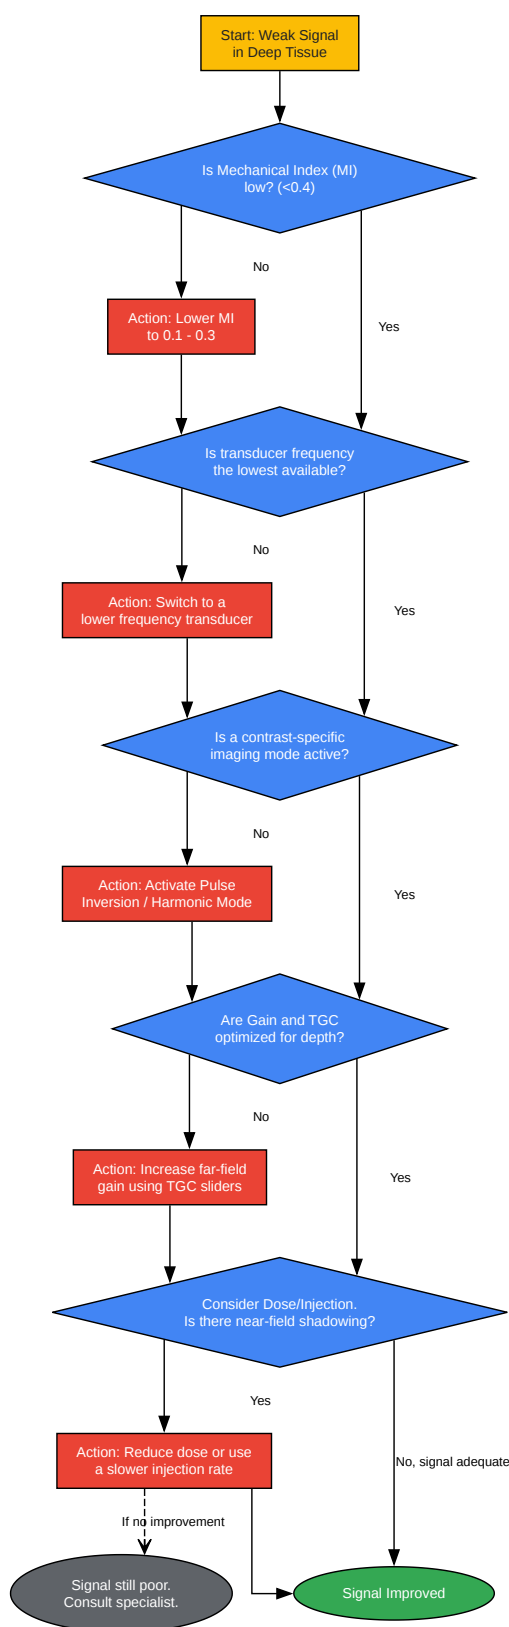 Start: Weak Signal
in Deep Tissue
Is Mechanical Index (MI)
low? (<0.4)
No
Yes
Action: Lower MI
to 0.1 - 0.3
Is transducer frequency
the lowest available?
No
Yes
Action: Switch to a
lower frequency transducer
Is a contrast-specific
imaging mode active?
No
Yes
Action: Activate Pulse
Inversion / Harmonic Mode
Are Gain and TGC
optimized for depth?
No
Yes
Action: Increase far-field
gain using TGC sliders
Consider Dose/Injection.
Is there near-field shadowing?
Yes
No, signal adequate
Action: Reduce dose or use
a slower injection rate
If no improvement
Signal still poor.
Consult specialist.
Signal Improved